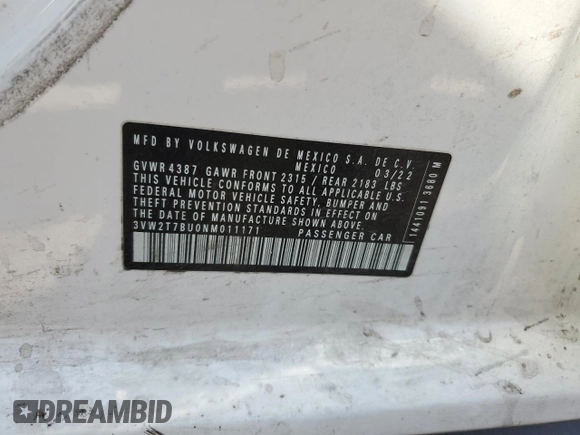 MFD BY VOLKSWAGEN DE MEXICO S.A. DE C.V.
MEXICO 03/22
GVWR 4387 GAWR FRONT 2315 / REAR 2183 LBS
THIS VEHICLE CONFORMS TO ALL APPLICABLE U.S.
FEDERAL MOTOR VEHICLE SAFETY, BUMPER AND
THEFT PREVENTION STANDARDS IN EFFECT
ON THE DATE OF MANUFACTURE SHOWN ABOVE.
3VW2T7BU0NM011171 PASSENGER CAR
1441091 3680 M
DREAMBID